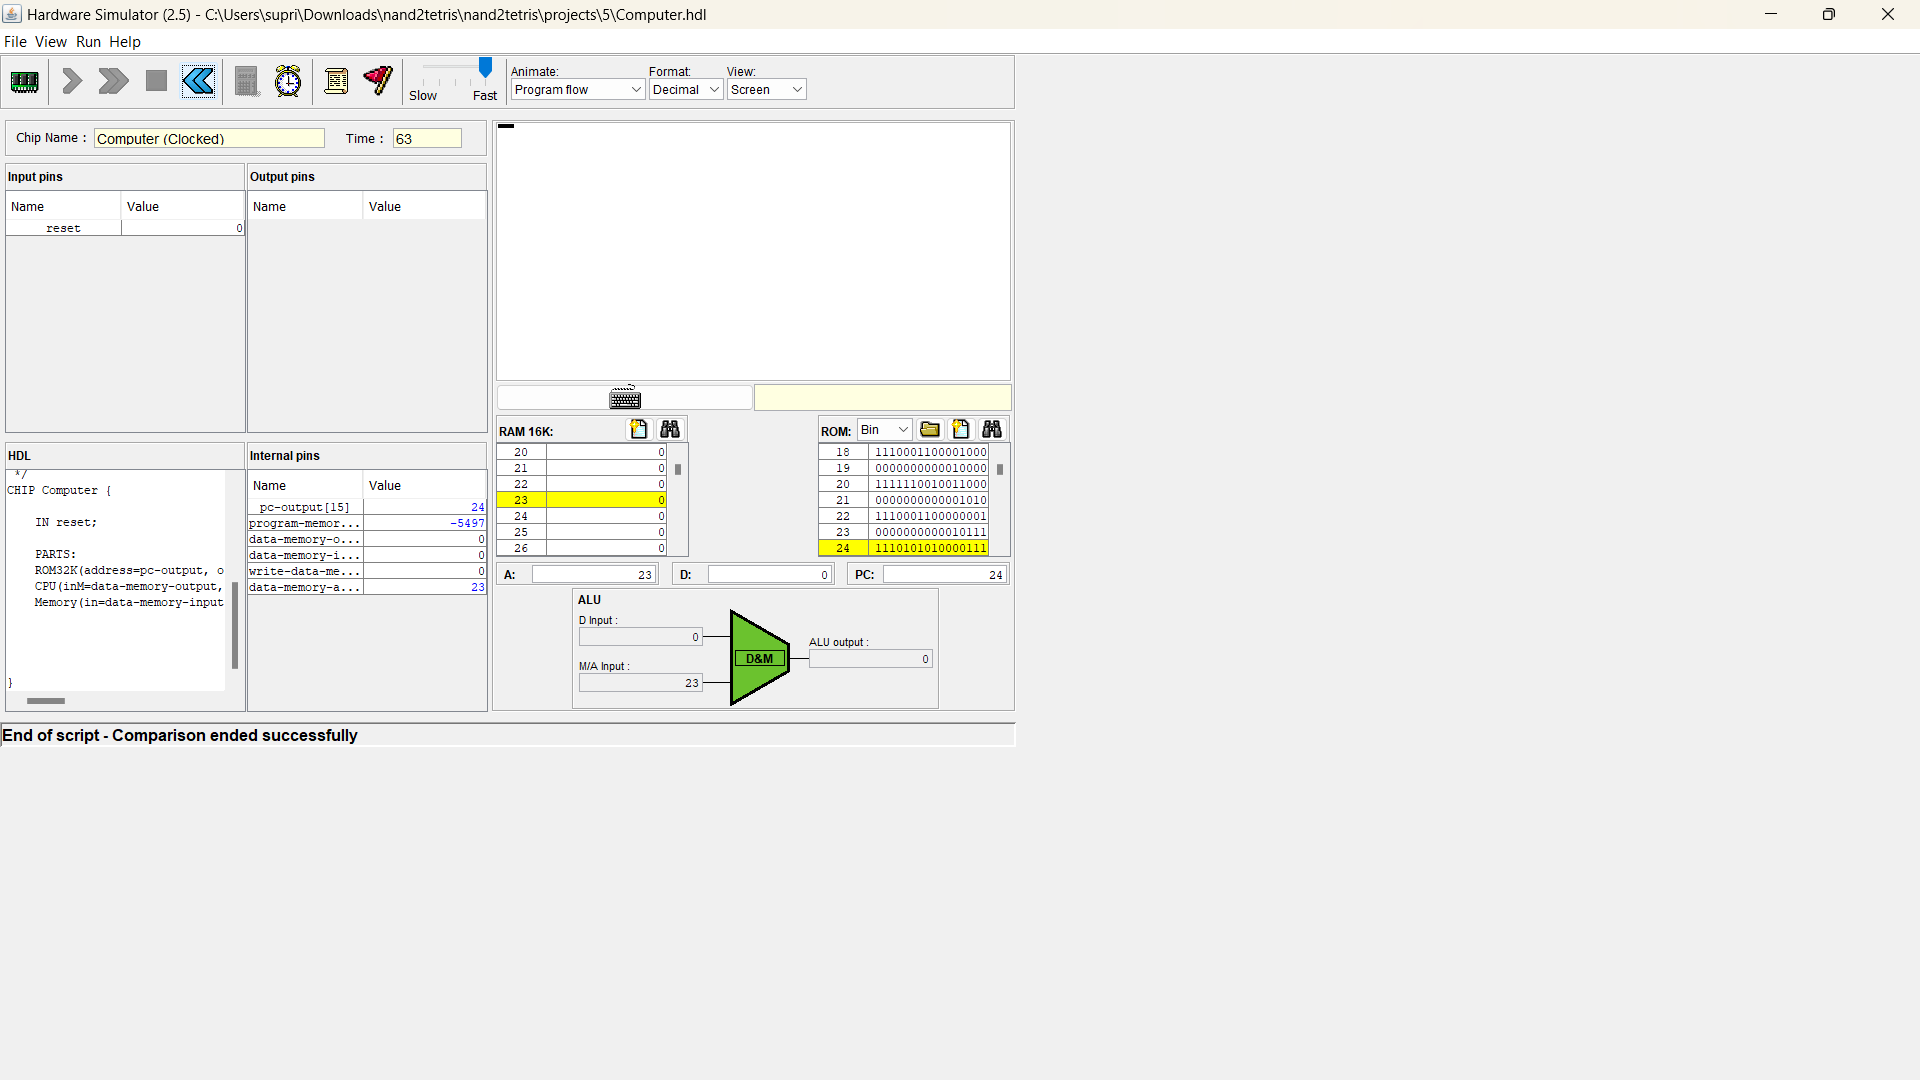 Hardware Simulator (2.5) - C:\Users\supri\Downloads\nand2tetris\nand2tetris\projects\5\Computer.hdl
File View Run Help
Slow Fast
Animate: Format: View:
Program flow Decimal Screen
Chip Name : Computer (Clocked) Time : 63
Input pins
Name Value
reset 0
Output pins
Name Value
HDL
*/
CHIP Computer {
IN reset;
PARTS:
ROM32K(address=pc-output, o
CPU(inM=data-memory-output,
Memory(in=data-memory-input
}
Internal pins
Name Value
pc-output[15] 24
program-memor... -5497
data-memory-o... 0
data-memory-i... 0
write-data-me... 0
data-memory-a... 23
RAM 16K:
20 0
21 0
22 0
23 0
24 0
25 0
26 0
ROM: Bin
18 1110001100001000
19 0000000000010000
20 1111110010011000
21 0000000000001010
22 1110001100000001
23 0000000000010111
24 1110101010000111
A: 23 D: 0 PC: 24
ALU
D Input :
0
M/A Input :
23
D&M
ALU output :
0
End of script - Comparison ended successfully